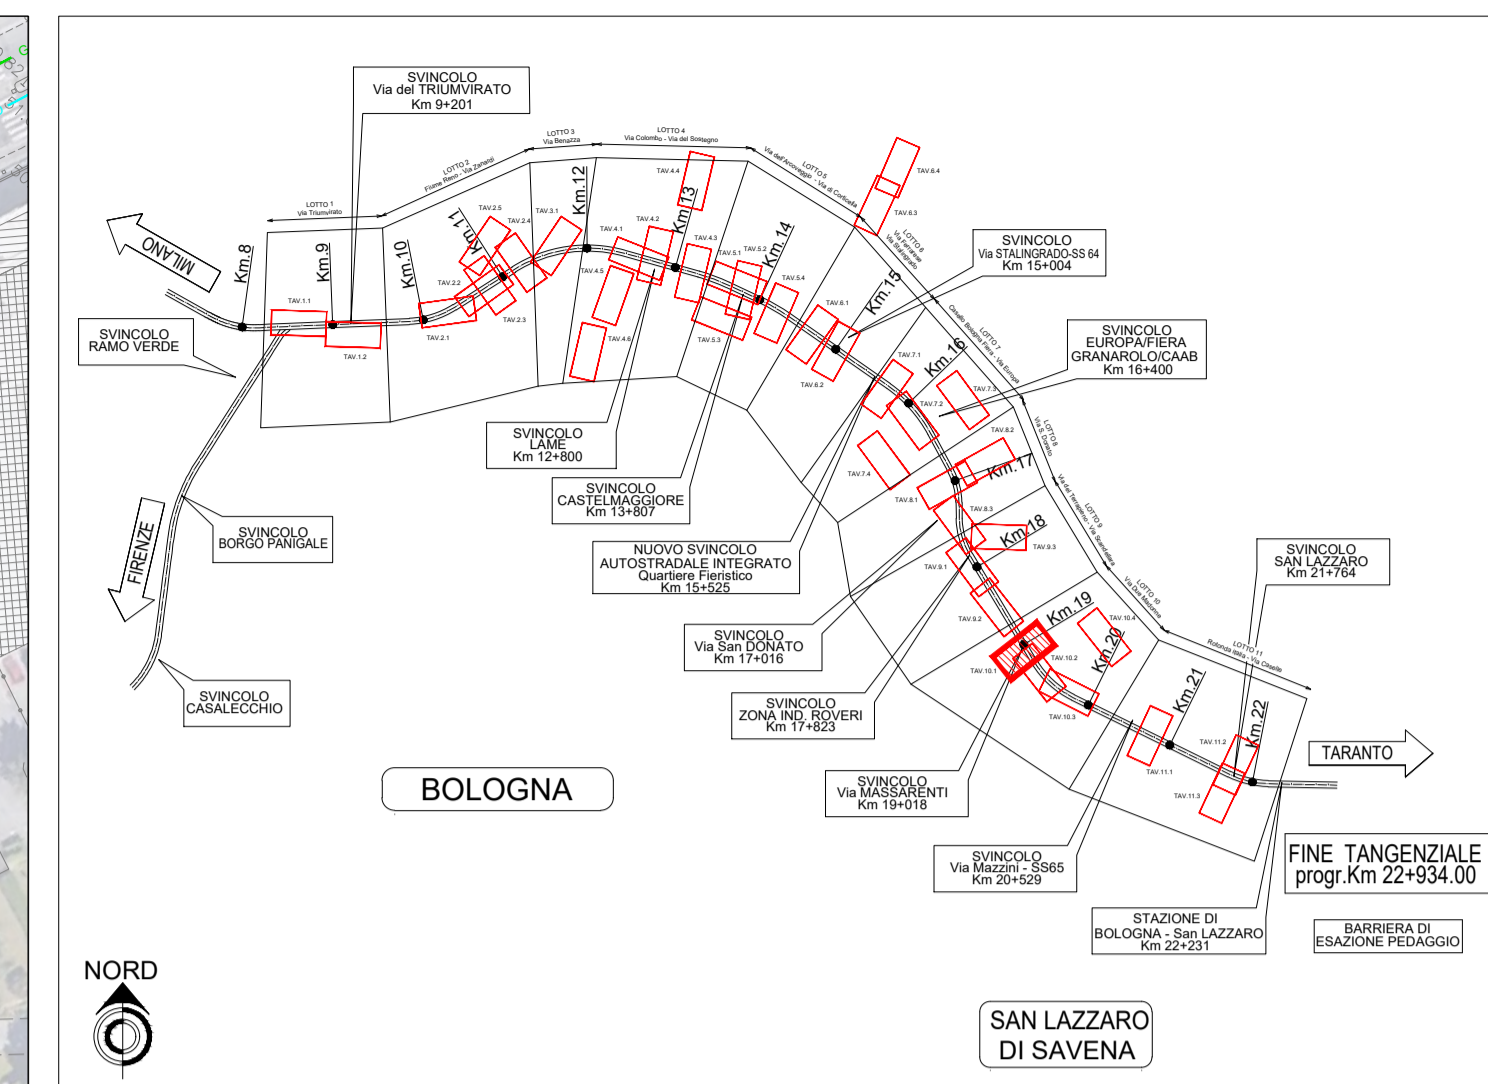 SVINCOLO
Via del TRIUMVIRATO
Km 9+201
LOTTO 1
Via Triumvirato
LOTTO 2
Fiume Reno - Via Zanardi
LOTTO 3
Via Benazza
LOTTO 4
Via Colombo - Via del Sostegno
LOTTO 5
Via dell'Arcoveggio - Via di Corticella
LOTTO 6
Via Ferrarese
Via Stalingrado
LOTTO 7
Casello Bologna Fiera - Via Europa
LOTTO 8
Via S. Donato
LOTTO 9
Via del Terrapieno - Via Scandellara
LOTTO 10
Via Due Madonne
LOTTO 11
Rotonda Italia - Via Caselle
MILANO
FIRENZE
TARANTO
Km.8
Km.9
Km.10
Km.11
Km.12
Km.13
Km.14
Km.15
Km.16
Km.17
Km.18
Km.19
Km.20
Km.21
Km.22
TAV.1.1
TAV.1.2
TAV.2.1
TAV.2.2
TAV.2.3
TAV.2.4
TAV.2.5
TAV.3.1
TAV.4.1
TAV.4.2
TAV.4.3
TAV.4.4
TAV.4.5
TAV.4.6
TAV.5.1
TAV.5.2
TAV.5.3
TAV.5.4
TAV.6.1
TAV.6.2
TAV.6.3
TAV.6.4
TAV.7.1
TAV.7.2
TAV.7.3
TAV.7.4
TAV.8.1
TAV.8.2
TAV.8.3
TAV.9.1
TAV.9.2
TAV.9.3
TAV.10.1
TAV.10.2
TAV.10.3
TAV.10.4
TAV.11.1
TAV.11.2
TAV.11.3
SVINCOLO
RAMO VERDE
SVINCOLO
BORGO PANIGALE
SVINCOLO
CASALECCHIO
SVINCOLO
Via STALINGRADO-SS 64
Km 15+004
SVINCOLO
EUROPA/FIERA
GRANAROLO/CAAB
Km 16+400
SVINCOLO
LAME
Km 12+800
SVINCOLO
CASTELMAGGIORE
Km 13+807
NUOVO SVINCOLO
AUTOSTRADALE INTEGRATO
Quartiere Fieristico
Km 15+525
SVINCOLO
SAN LAZZARO
Km 21+764
SVINCOLO
Via San DONATO
Km 17+016
SVINCOLO
ZONA IND. ROVERI
Km 17+823
SVINCOLO
Via MASSARENTI
Km 19+018
SVINCOLO
Via Mazzini - SS65
Km 20+529
STAZIONE DI
BOLOGNA - San LAZZARO
Km 22+231
FINE TANGENZIALE
progr.Km 22+934.00
BARRIERA DI
ESAZIONE PEDAGGIO
BOLOGNA
NORD
SAN LAZZARO
DI SAVENA